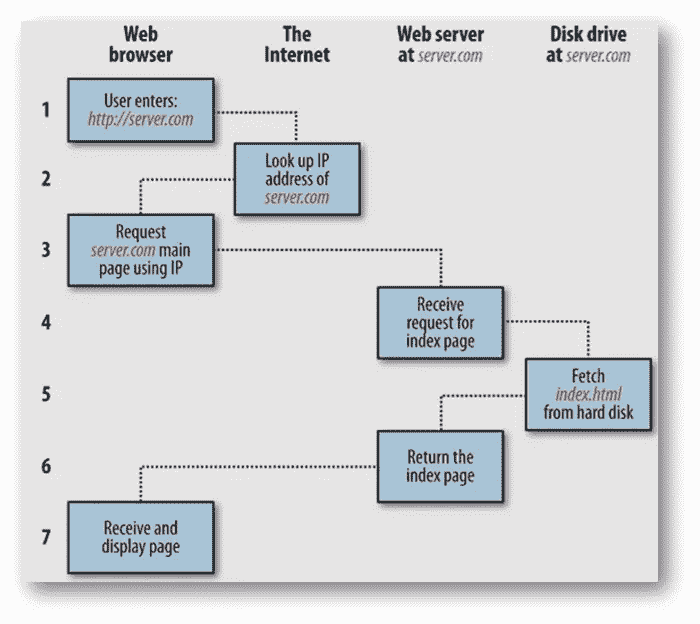 Web
browser
The
Internet
Web server
at server.com
Disk drive
at server.com
1
User enters:
http://server.com
2
Look up IP
address of
server.com
3
Request
server.com main
page using IP
4
Receive
request for
index page
5
Fetch
index.html
from hard disk
6
Return the
index page
7
Receive and
display page